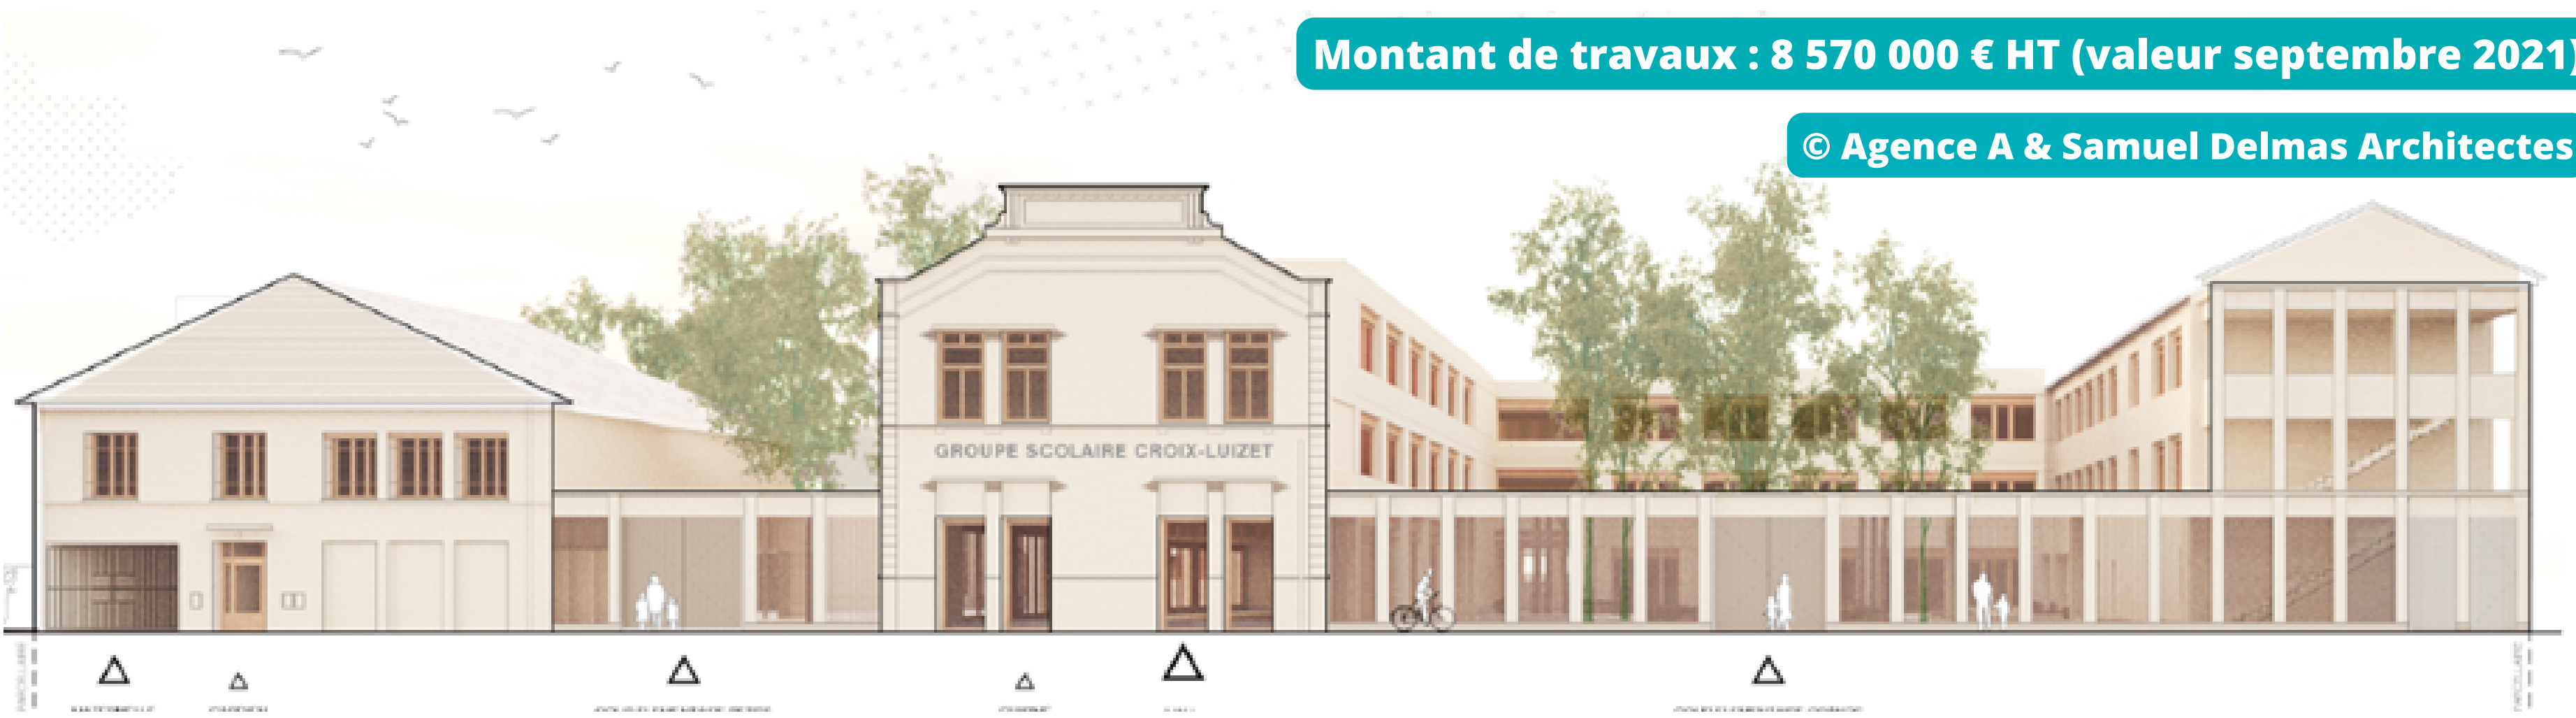 Montant de travaux : 8 570 000 € HT (valeur septembre 2021)
© Agence A & Samuel Delmas Architectes
GROUPE SCOLAIRE CROIX-LUIZET